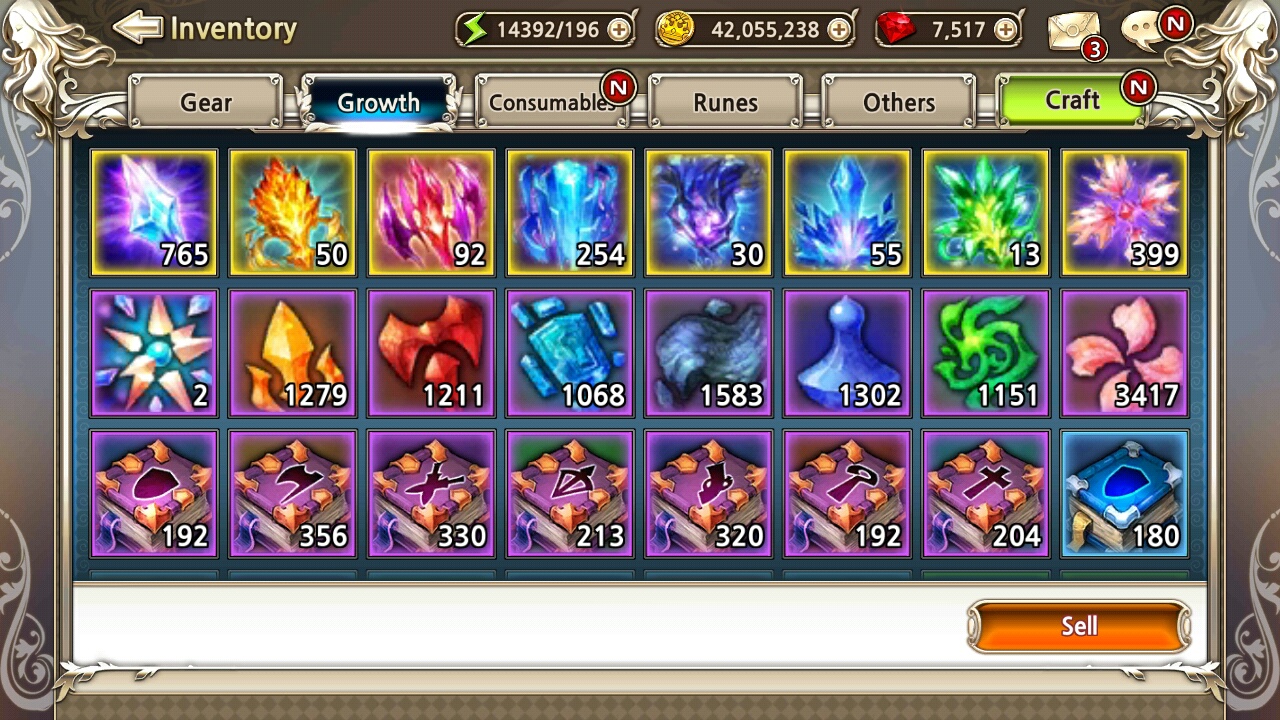 Inventory 14392/196 42,055,238 7,517 3 N
Gear Growth Consumables N Runes Others Craft N
765 50 92 254 30 55 13 399
2 1279 1211 1068 1583 1302 1151 3417
192 356 330 213 320 192 204 180
Sell